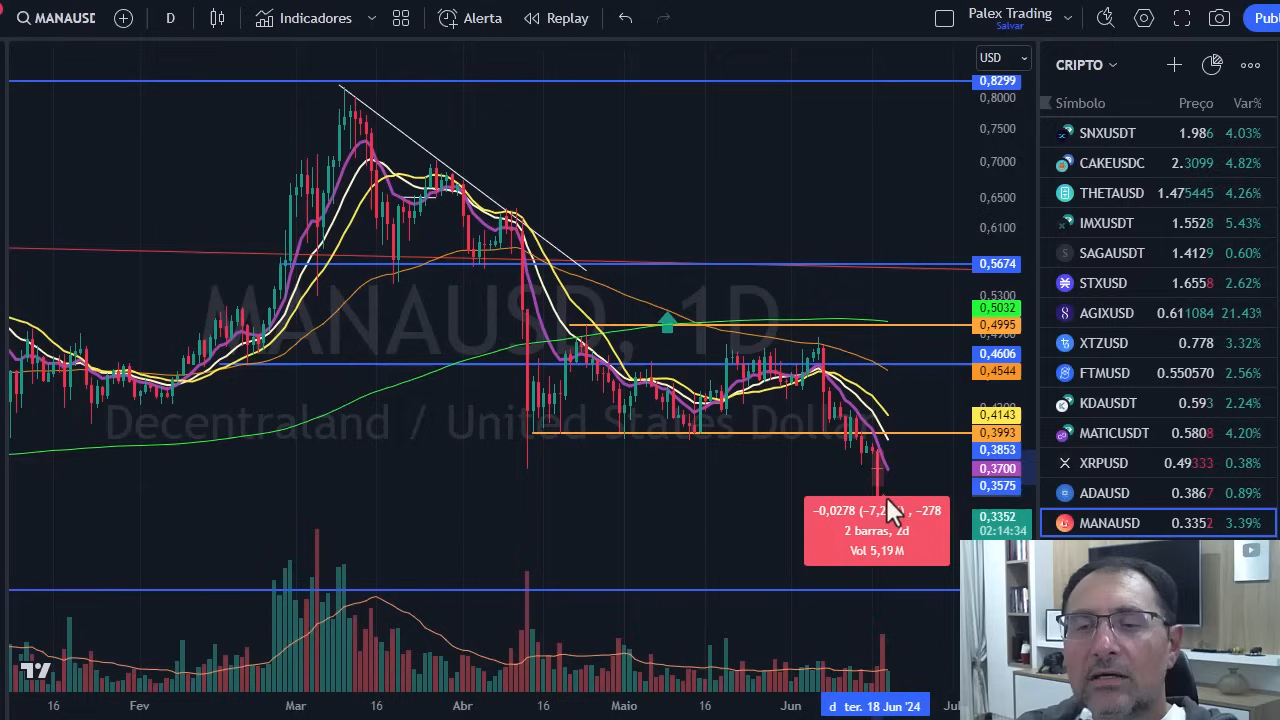 MANAUSD
D
Indicadores
Alerta
Replay
Palex Trading
Salvar
Publ
USD
MANAUSD, 1D
Decentraland / United States Dollar
0,8299
0,8000
0,7500
0,7000
0,6500
0,6100
0,5674
0,5300
0,5032
0,4995
0,4606
0,4544
0,4143
0,3993
0,3853
0,3700
0,3575
0,3352
02:14:34
−0,0278 (−7,2 , −278
2 barras, 2d
Vol 5,19 M
16
Fev
Mar
16
Abr
16
Maio
16
Jun
d ter. 18 Jun '24
Jul
CRIPTO
Símbolo Preço Var%
SNXUSDT 1.986 4.03%
CAKEUSDC 2.3099 4.82%
THETAUSD 1.475445 4.26%
IMXUSDT 1.5528 5.43%
SAGAUSDT 1.4129 0.60%
STXUSD 1.6558 2.62%
AGIXUSD 0.611084 21.43%
XTZUSD 0.778 3.32%
FTMUSD 0.550570 2.56%
KDAUSDT 0.593 2.24%
MATICUSDT 0.5808 4.20%
XRPUSD 0.49333 0.38%
ADAUSD 0.3867 0.89%
MANAUSD 0.3352 3.39%